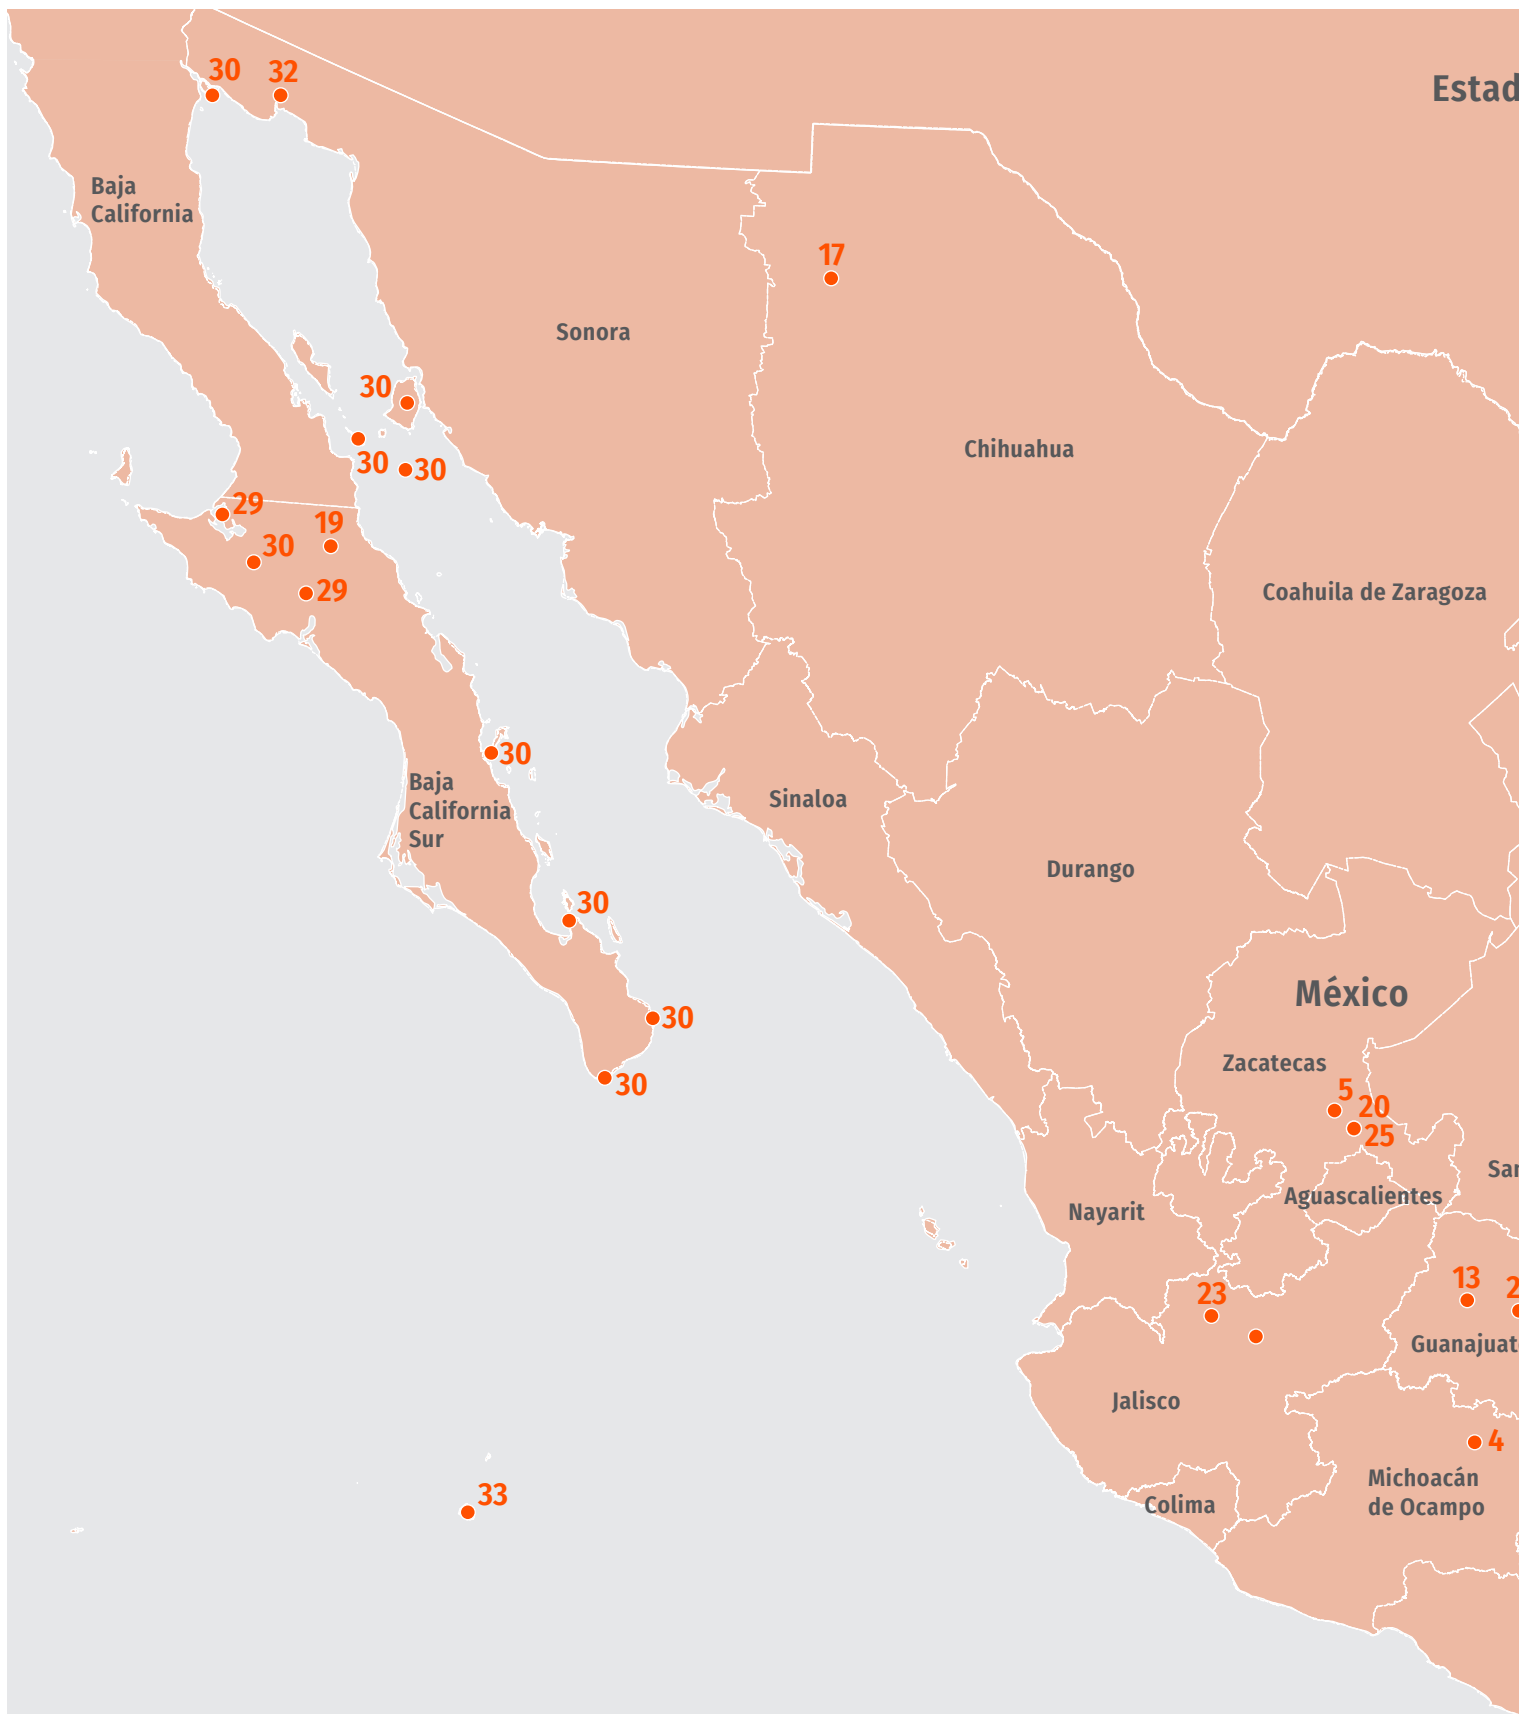 30
32
Estad
Baja
California
17
Sonora
30
Chihuahua
30
30
29
19
30
29
Coahuila de Zaragoza
30
Baja
California
Sur
Sinaloa
Durango
30
México
30
Zacatecas
30
5
20
25
San
Aguascalientes
Nayarit
13
2
23
Guanajuat
Jalisco
4
Michoacán
de Ocampo
33
Colima